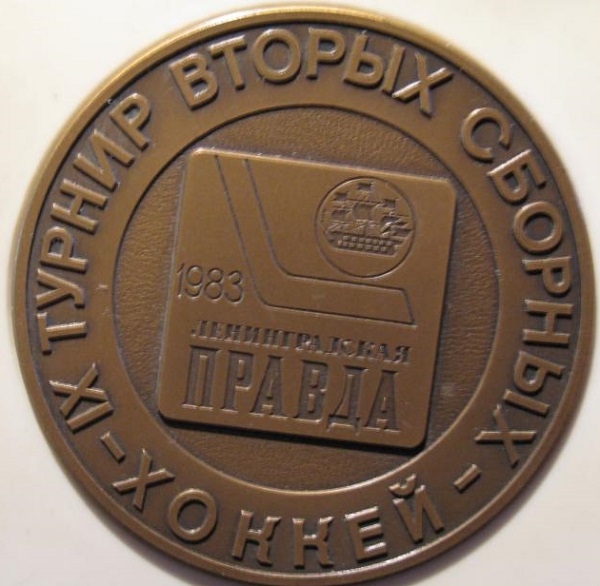 XI ТУРНИР ВТОРЫХ СБОРНЫХ - ХОККЕЙ -
1983
ЛЕНИНГРАДСКАЯ
ПРАВДА